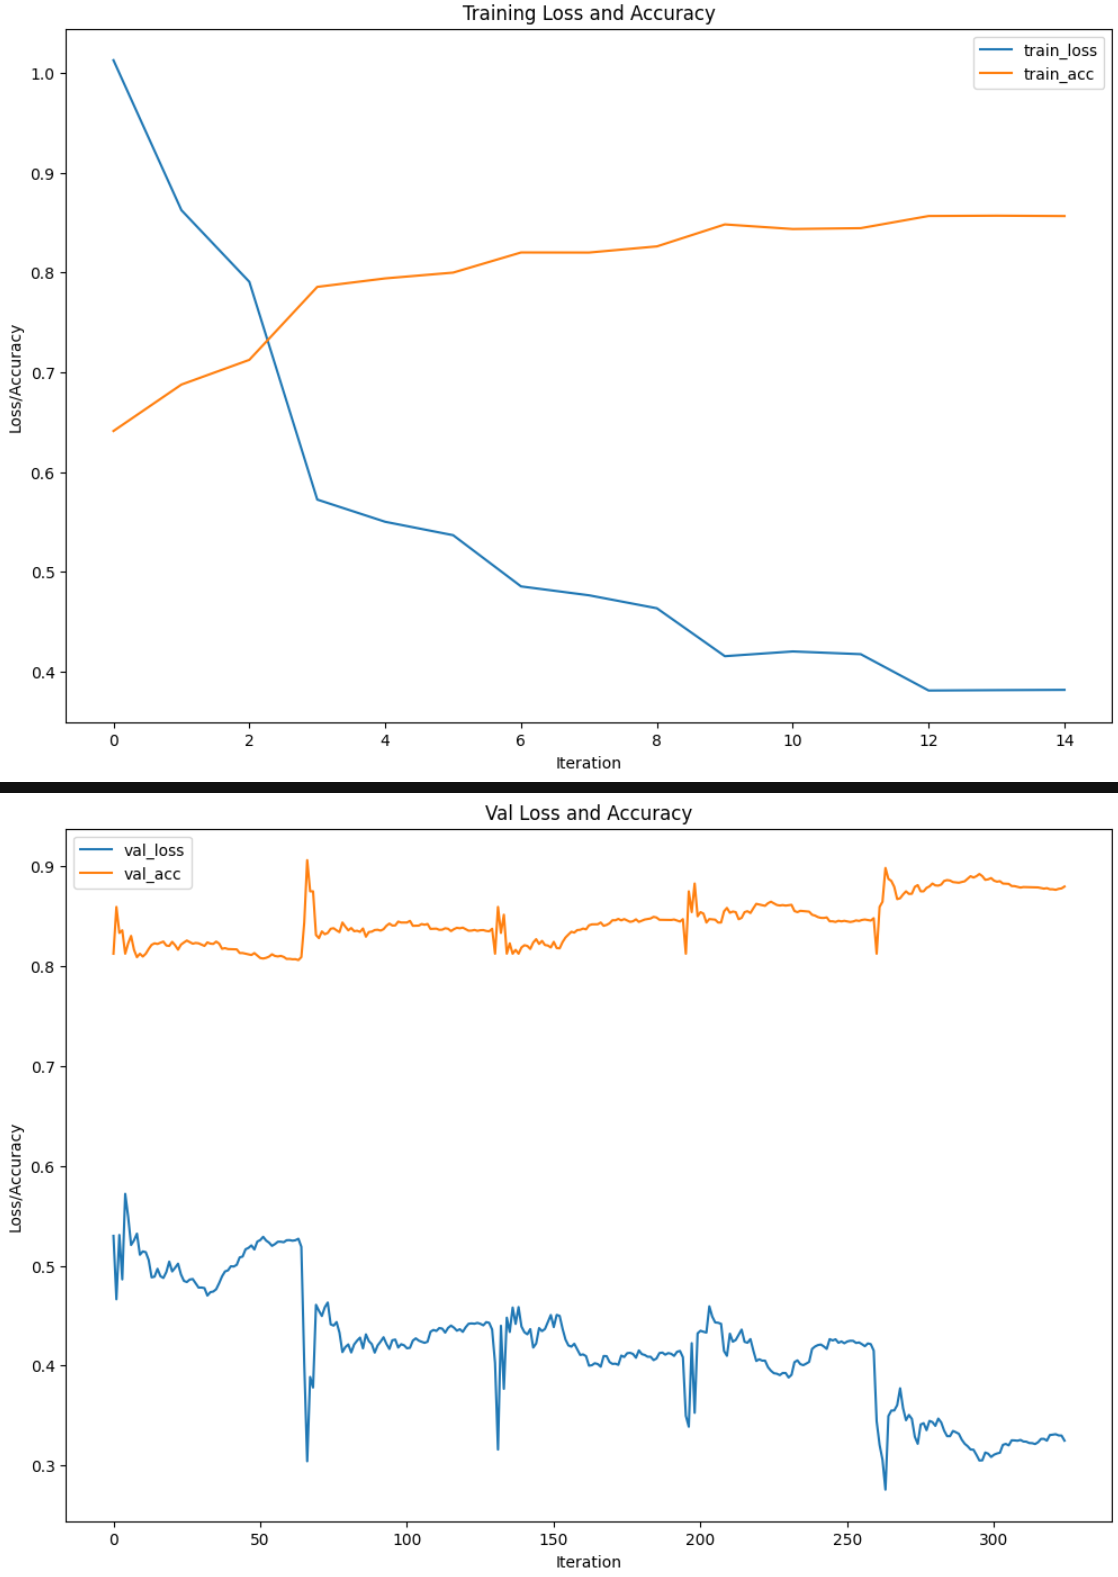 Training Loss and Accuracy
train_loss
train_acc
1.0
0.9
0.8
0.7
0.6
0.5
0.4
Loss/Accuracy
0 2 4 6 8 10 12 14
Iteration
Val Loss and Accuracy
val_loss
val_acc
0.9
0.8
0.7
0.6
0.5
0.4
0.3
Loss/Accuracy
0 50 100 150 200 250 300
Iteration